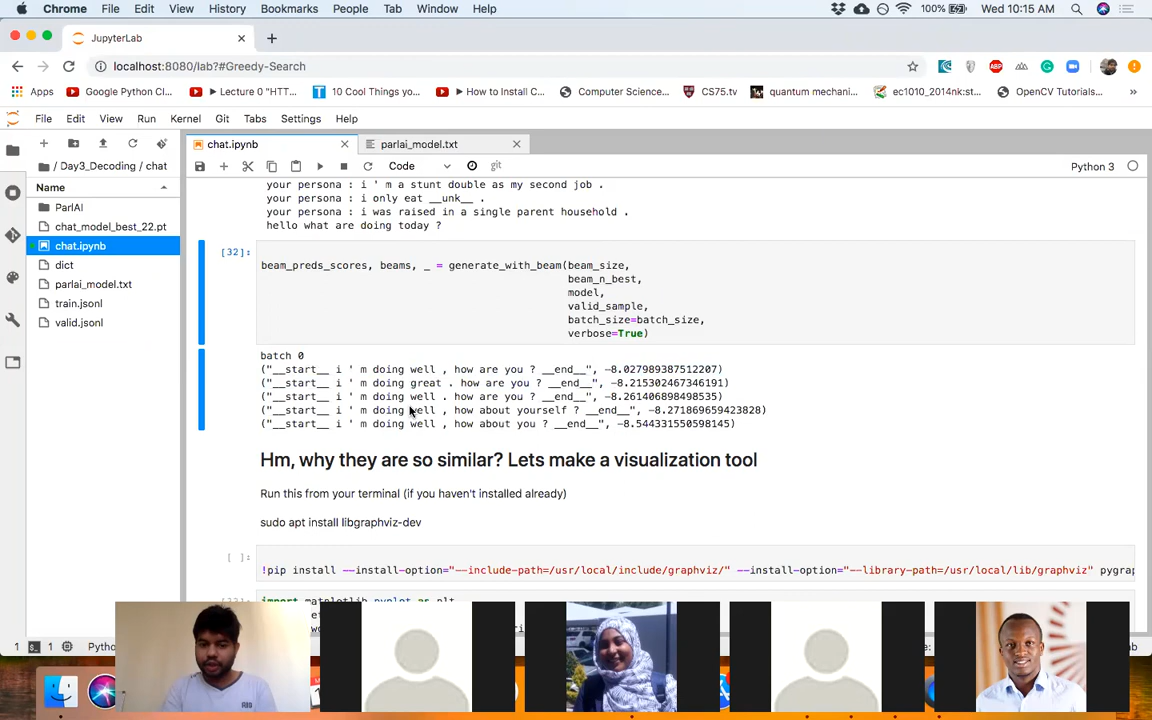 Chrome File Edit View History Bookmarks People Tab Window Help 100% Wed 10:15 AM
JupyterLab
localhost:8080/lab?#Greedy-Search
Apps Google Python Cl... Lecture 0 "HTT... 10 Cool Things yo... How to Install C... Computer Science... CS75.tv quantum mechani... ec1010_2014nk:st... OpenCV Tutorials... »
File Edit View Run Kernel Git Tabs Settings Help
chat.ipynb parlai_model.txt
/ Day3_Decoding / chat Code git Python 3
Name
ParlAI
chat_model_best_22.pt
chat.ipynb
dict
parlai_model.txt
train.jsonl
valid.jsonl
your persona : i ' m a stunt double as my second job .
your persona : i only eat __unk__ .
your persona : i was raised in a single parent household .
hello what are doing today ?
[32]:
beam_preds_scores, beams, _ = generate_with_beam(beam_size,
beam_n_best,
model,
valid_sample,
batch_size=batch_size,
verbose=True)
batch 0
("__start__ i ' m doing well , how are you ? __end__", -8.027989387512207)
("__start__ i ' m doing great . how are you ? __end__", -8.215302467346191)
("__start__ i ' m doing well . how are you ? __end__", -8.261406898498535)
("__start__ i ' m doing well , how about yourself ? __end__", -8.271869659423828)
("__start__ i ' m doing well , how about you ? __end__", -8.544331550598145)
Hm, why they are so similar? Lets make a visualization tool
Run this from your terminal (if you haven't installed already)
sudo apt install libgraphviz-dev
[ ]:
!pip install --install-option="--include-path=/usr/local/include/graphviz/" --install-option="--library-path=/usr/local/lib/graphviz" pygrap
import matplotlib.pyplot as plt
1 1 Pytho